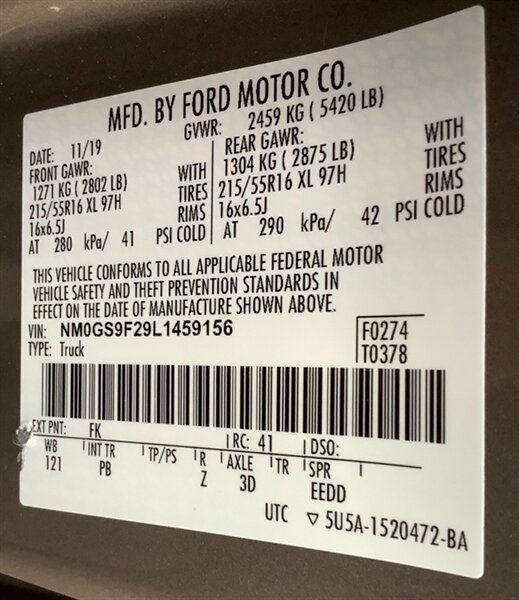 MFD. BY FORD MOTOR CO.
DATE: 11/19 GVWR: 2459 KG ( 5420 LB)
FRONT GAWR: REAR GAWR:
1271 KG ( 2802 LB) WITH 1304 KG ( 2875 LB) WITH
215/55R16 XL 97H TIRES 215/55R16 XL 97H TIRES
16x6.5J RIMS 16x6.5J RIMS
AT 280 kPa/ 41 PSI COLD AT 290 kPa/ 42 PSI COLD
THIS VEHICLE CONFORMS TO ALL APPLICABLE FEDERAL MOTOR
VEHICLE SAFETY AND THEFT PREVENTION STANDARDS IN
EFFECT ON THE DATE OF MANUFACTURE SHOWN ABOVE.
VIN: NM0GS9F29L1459156 F0274
TYPE: Truck T0378
EXT PNT: FK RC: 41 DSO:
WB INT TR TP/PS R AXLE TR SPR
121 PB Z 3D EEDD
UTC ▽ 5U5A-1520472-BA